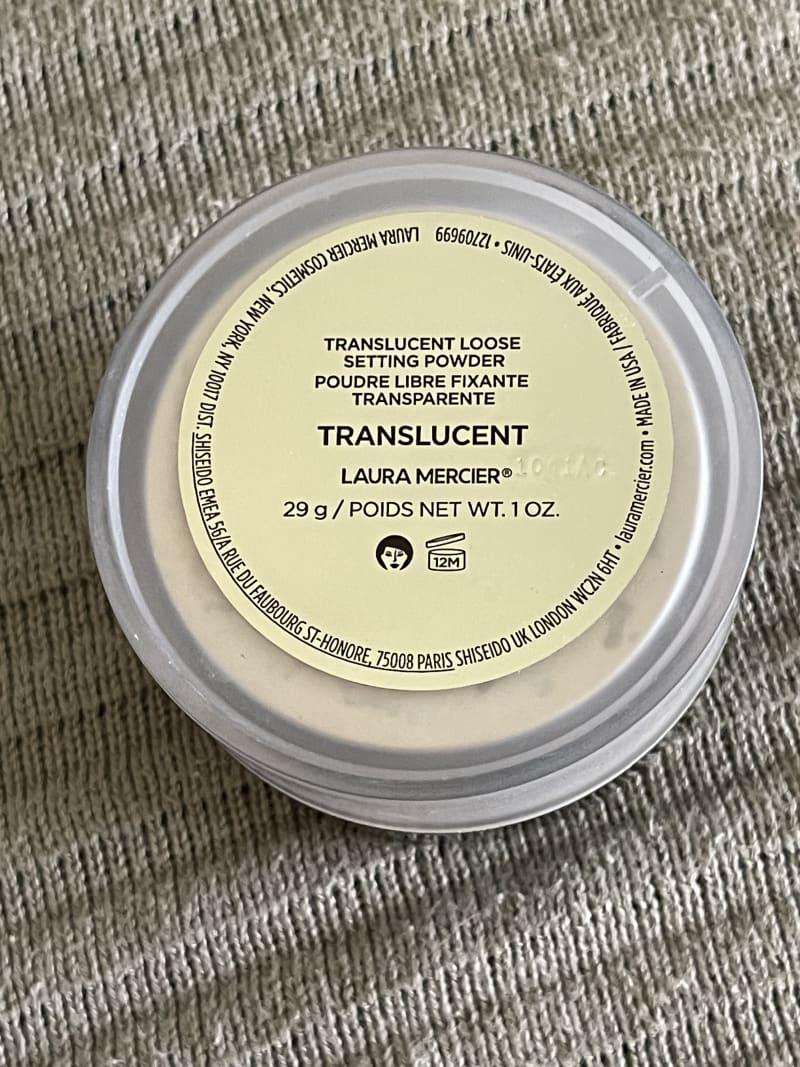 TRANSLUCENT LOOSE
SETTING POWDER
POUDRE LIBRE FIXANTE
TRANSPARENTE
TRANSLUCENT
LAURA MERCIER®
29 g / POIDS NET WT. 1 OZ.
12M
LAURA MERCIER COSMETICS, NEW YORK, NY 10017 DIST. SHISEIDO EMEA 56/A RUE DU FAUBOURG ST-HONORE, 75008 PARIS SHISEIDO UK LONDON WC2N 6HT • lauramercier.com • MADE IN USA / FABRIQUÉ AUX ÉTATS-UNIS • 12709699